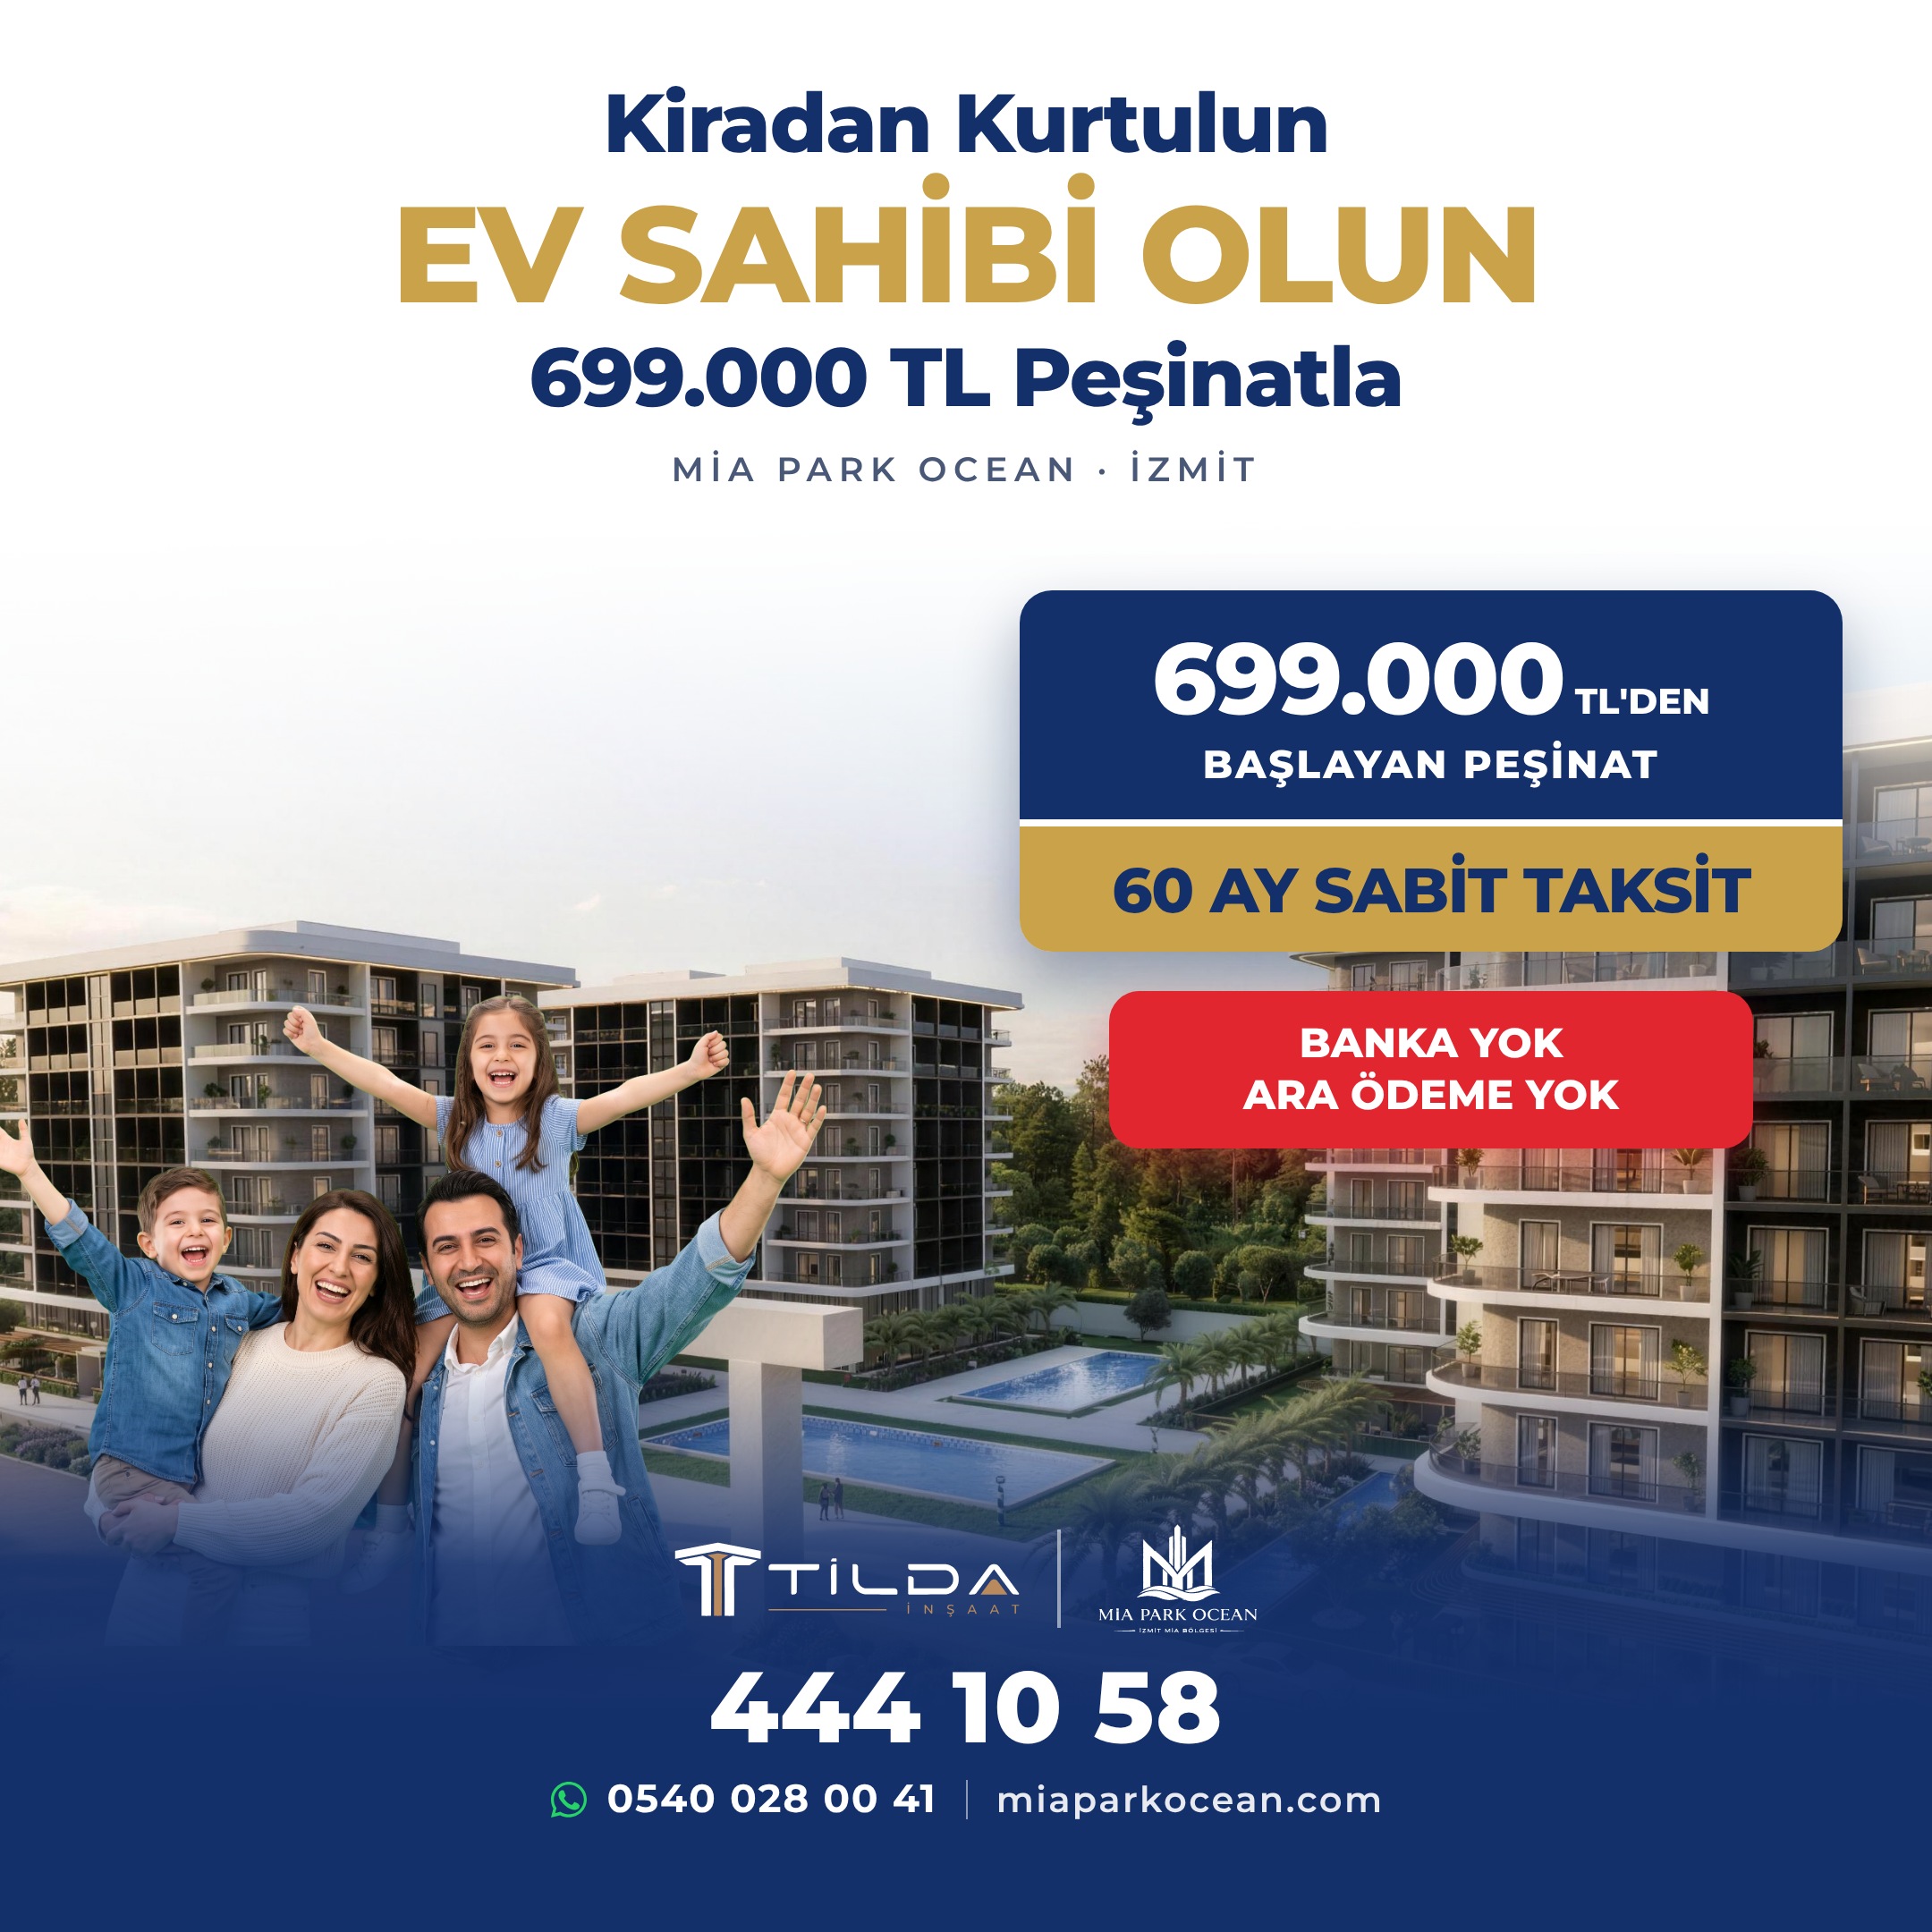 Kiradan Kurtulun
EV SAHİBİ OLUN
699.000 TL Peşinatla
MİA PARK OCEAN · İZMİT
699.000 TL'DEN
BAŞLAYAN PEŞİNAT
60 AY SABİT TAKSİT
BANKA YOK
ARA ÖDEME YOK
TİLDA
İNŞAAT
MİA PARK OCEAN
İZMİT MİA BÖLGESİ
444 10 58
0540 028 00 41
miaparkocean.com